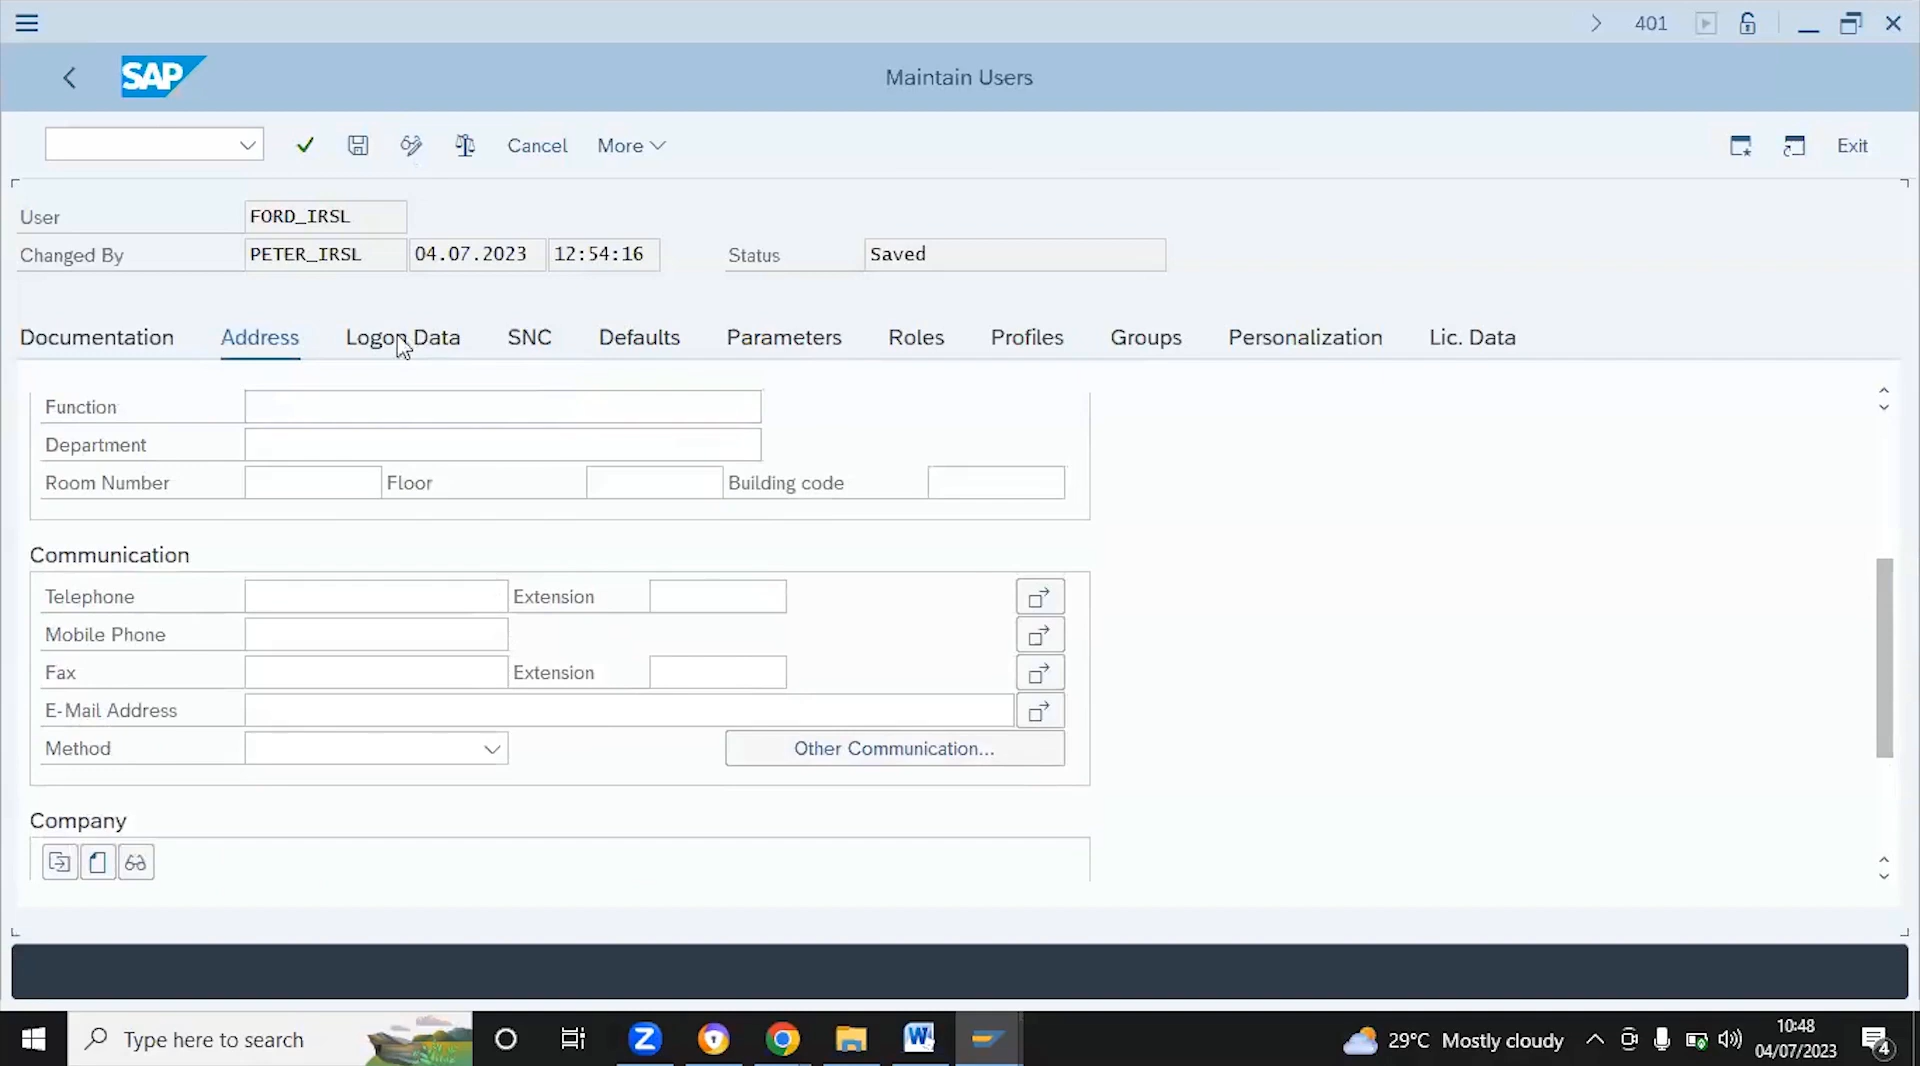 401
SAP Maintain Users
Cancel More Exit
User FORD_IRSL
Changed By PETER_IRSL 04.07.2023 12:54:16 Status Saved
Documentation Address Logon Data SNC Defaults Parameters Roles Profiles Groups Personalization Lic. Data
Function
Department
Room Number Floor Building code
Communication
Telephone Extension
Mobile Phone
Fax Extension
E-Mail Address
Method Other Communication...
Company
Type here to search Z W 29°C Mostly cloudy 10:48
04/07/2023 4